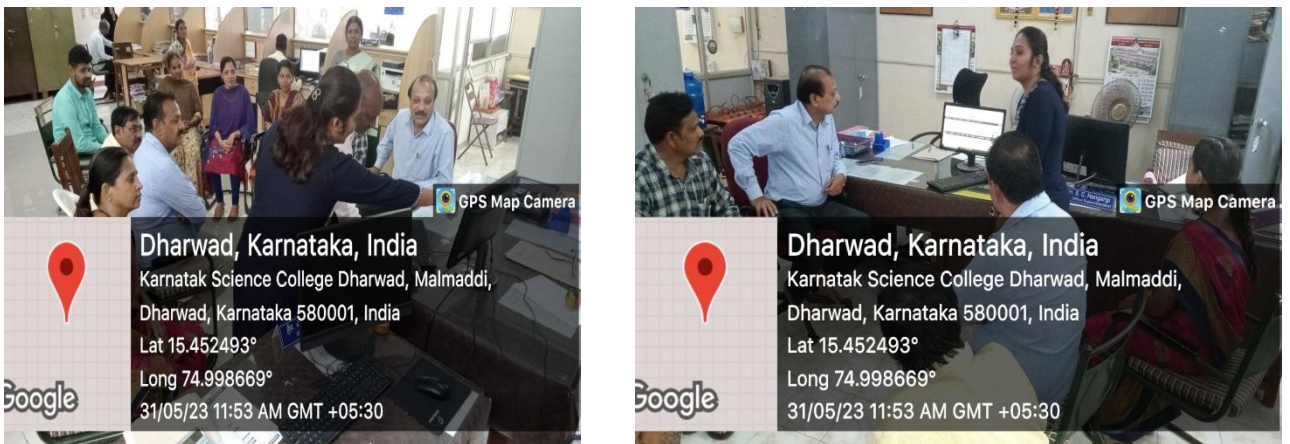 GPS Map Camera
Dharwad, Karnataka, India
Karnatak Science College Dharwad, Malmaddi,
Dharwad, Karnataka 580001, India
Lat 15.452493°
Long 74.998669°
31/05/23 11:53 AM GMT +05:30
Google
S. C. Hangargi
GPS Map Camera
Dharwad, Karnataka, India
Karnatak Science College Dharwad, Malmaddi,
Dharwad, Karnataka 580001, India
Lat 15.452493°
Long 74.998669°
31/05/23 11:53 AM GMT +05:30
Google